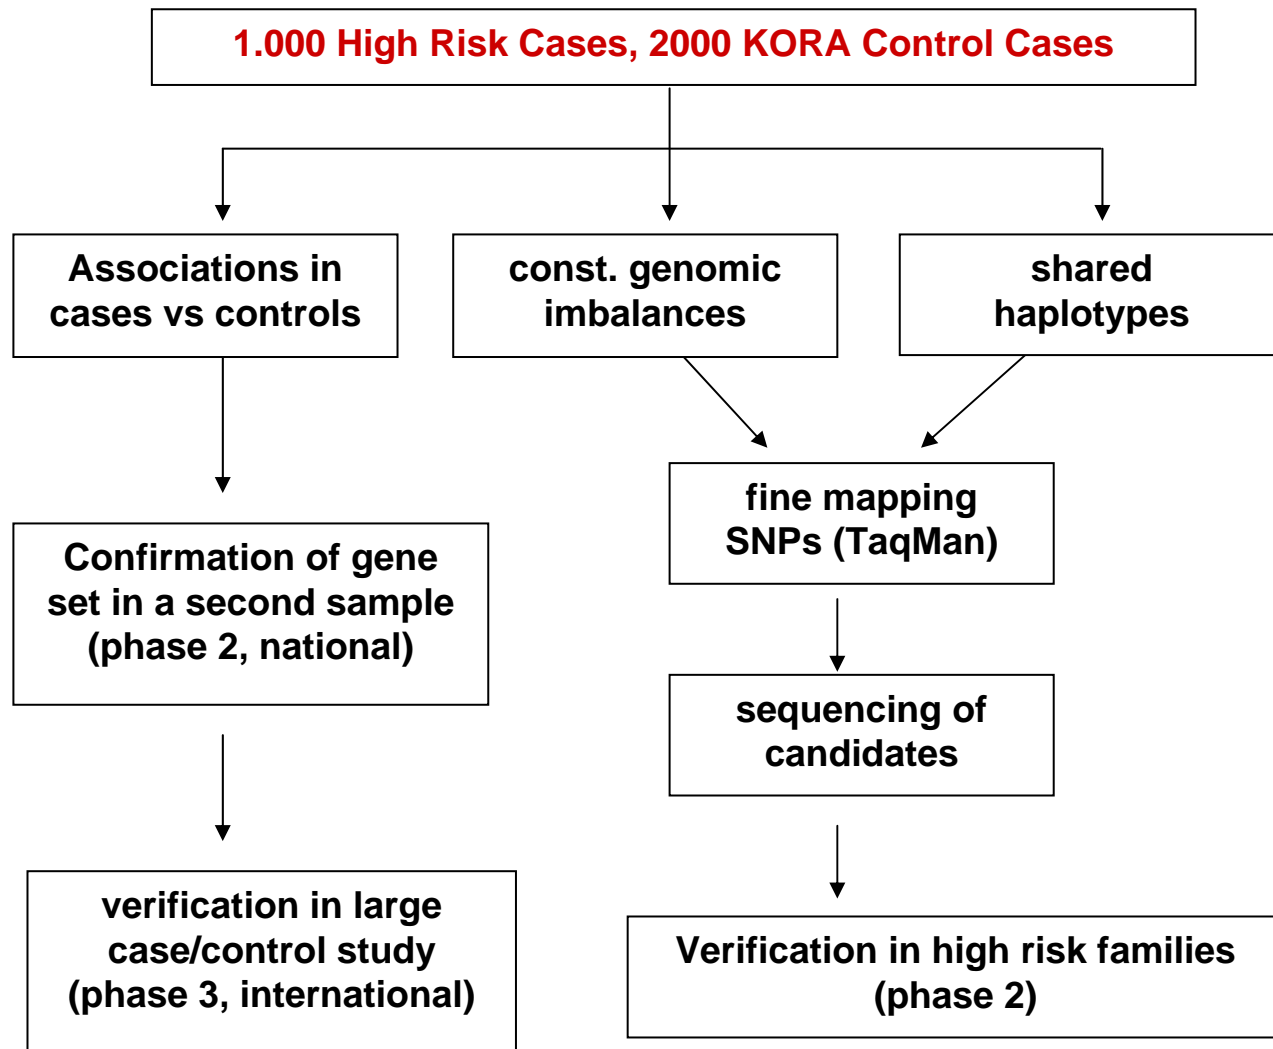 1.000 High Risk Cases, 2000 KORA Control Cases
Associations in
cases vs controls
const. genomic
imbalances
shared
haplotypes
fine mapping
SNPs (TaqMan)
Confirmation of gene
set in a second sample
(phase 2, national)
sequencing of
candidates
verification in large
case/control study
(phase 3, international)
Verification in high risk families
(phase 2)